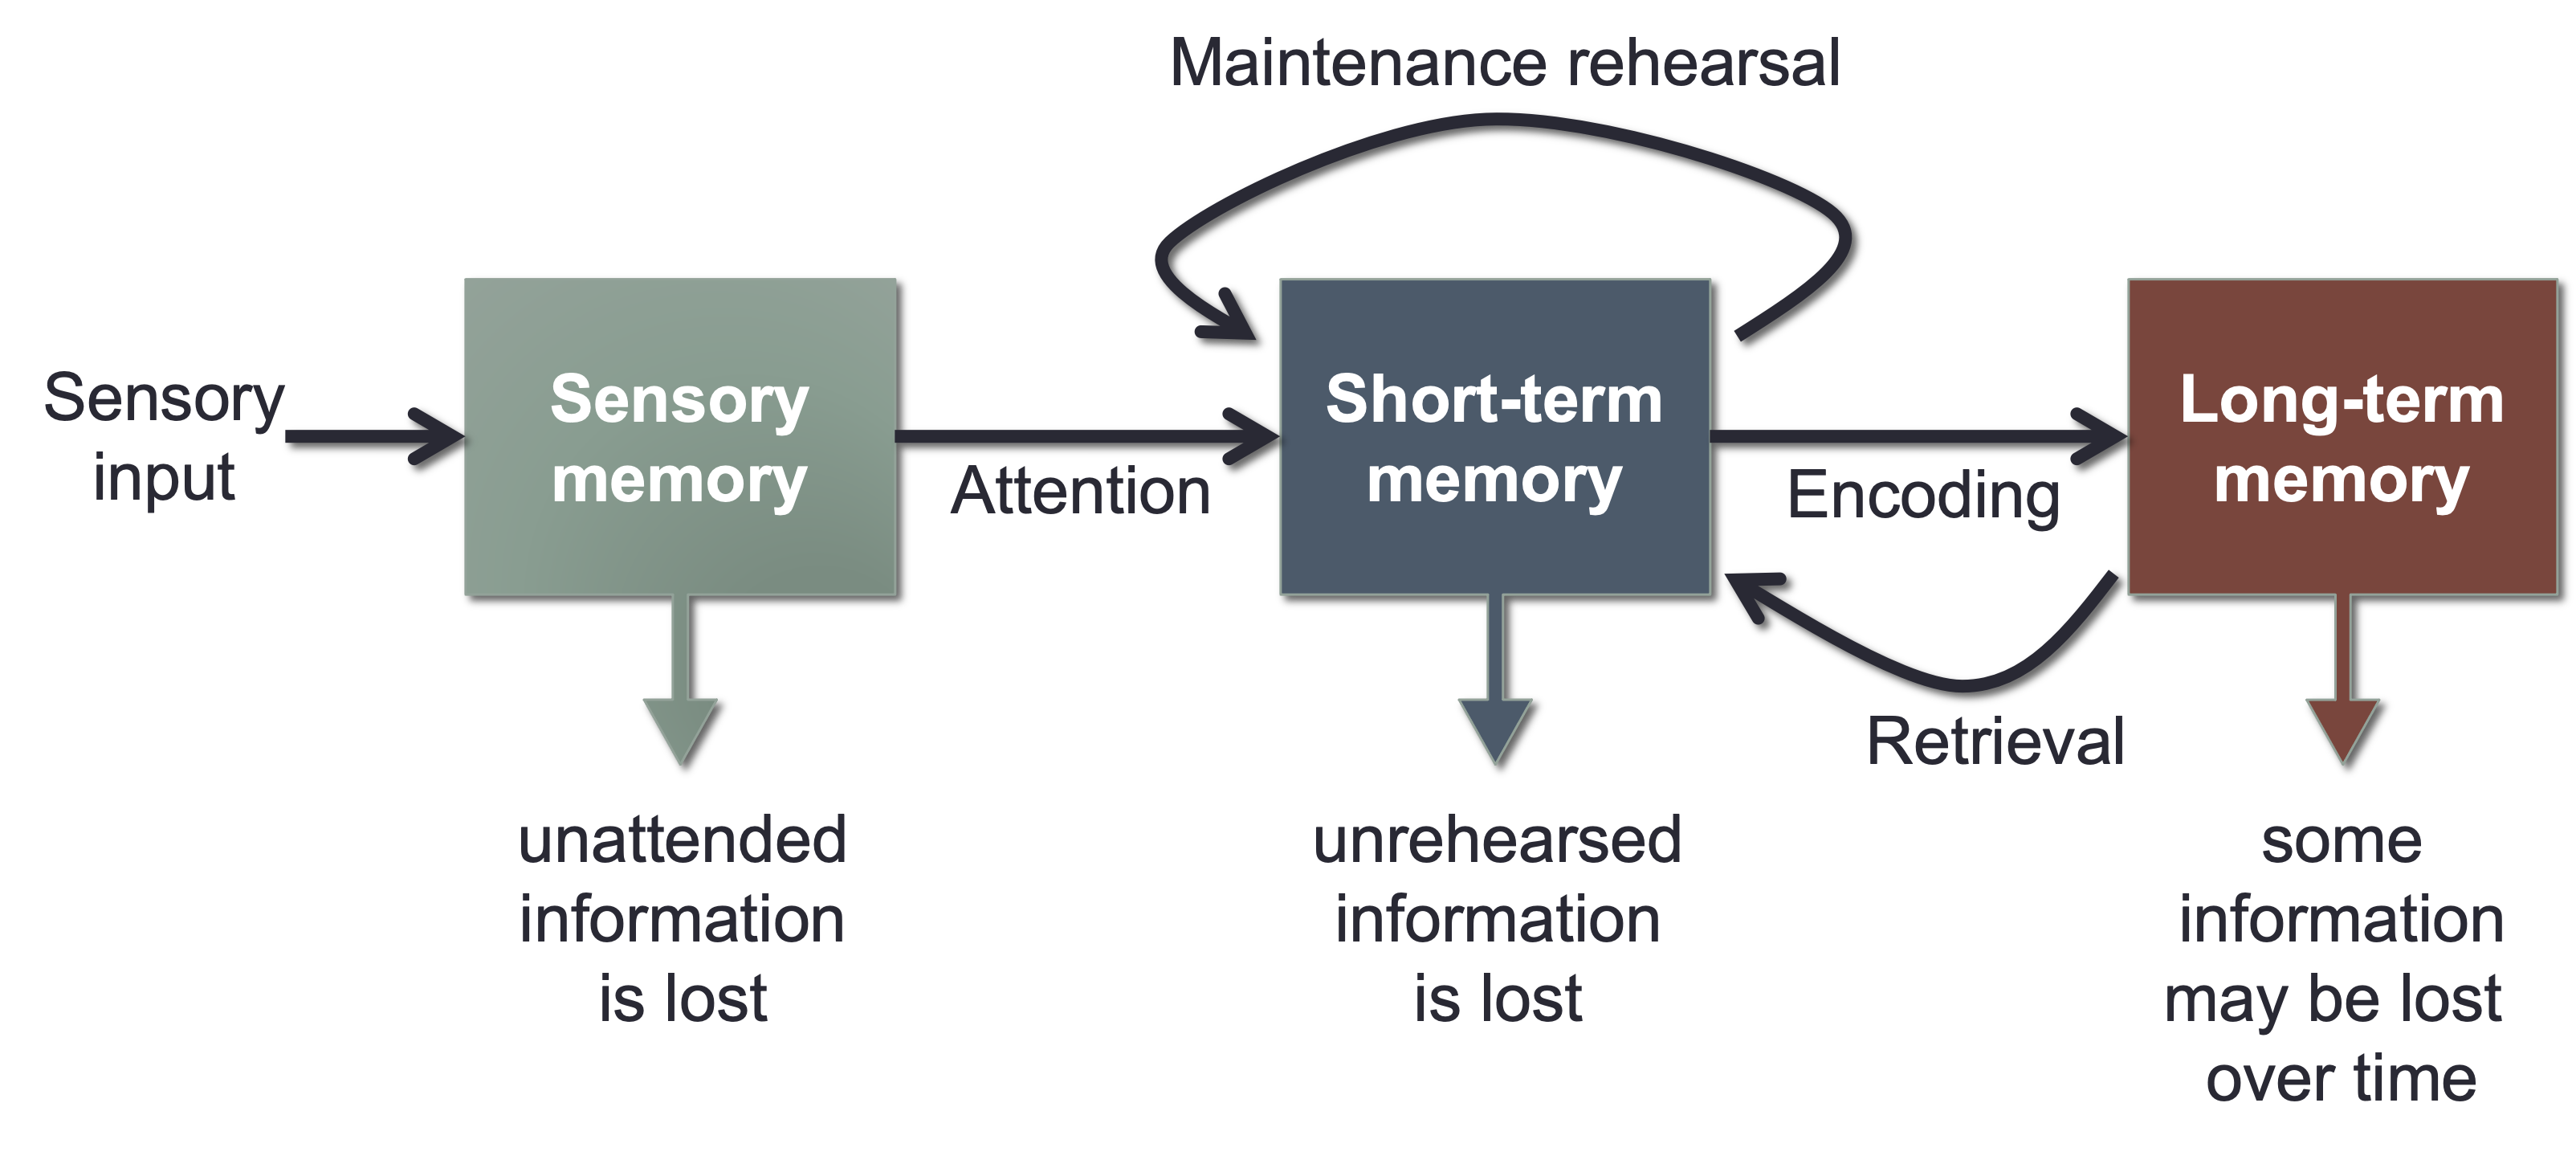 Maintenance rehearsal
Sensory
input
Sensory
memory
Attention
Short-term
memory
Encoding
Long-term
memory
Retrieval
unattended
information
is lost
unrehearsed
information
is lost
some
information
may be lost
over time